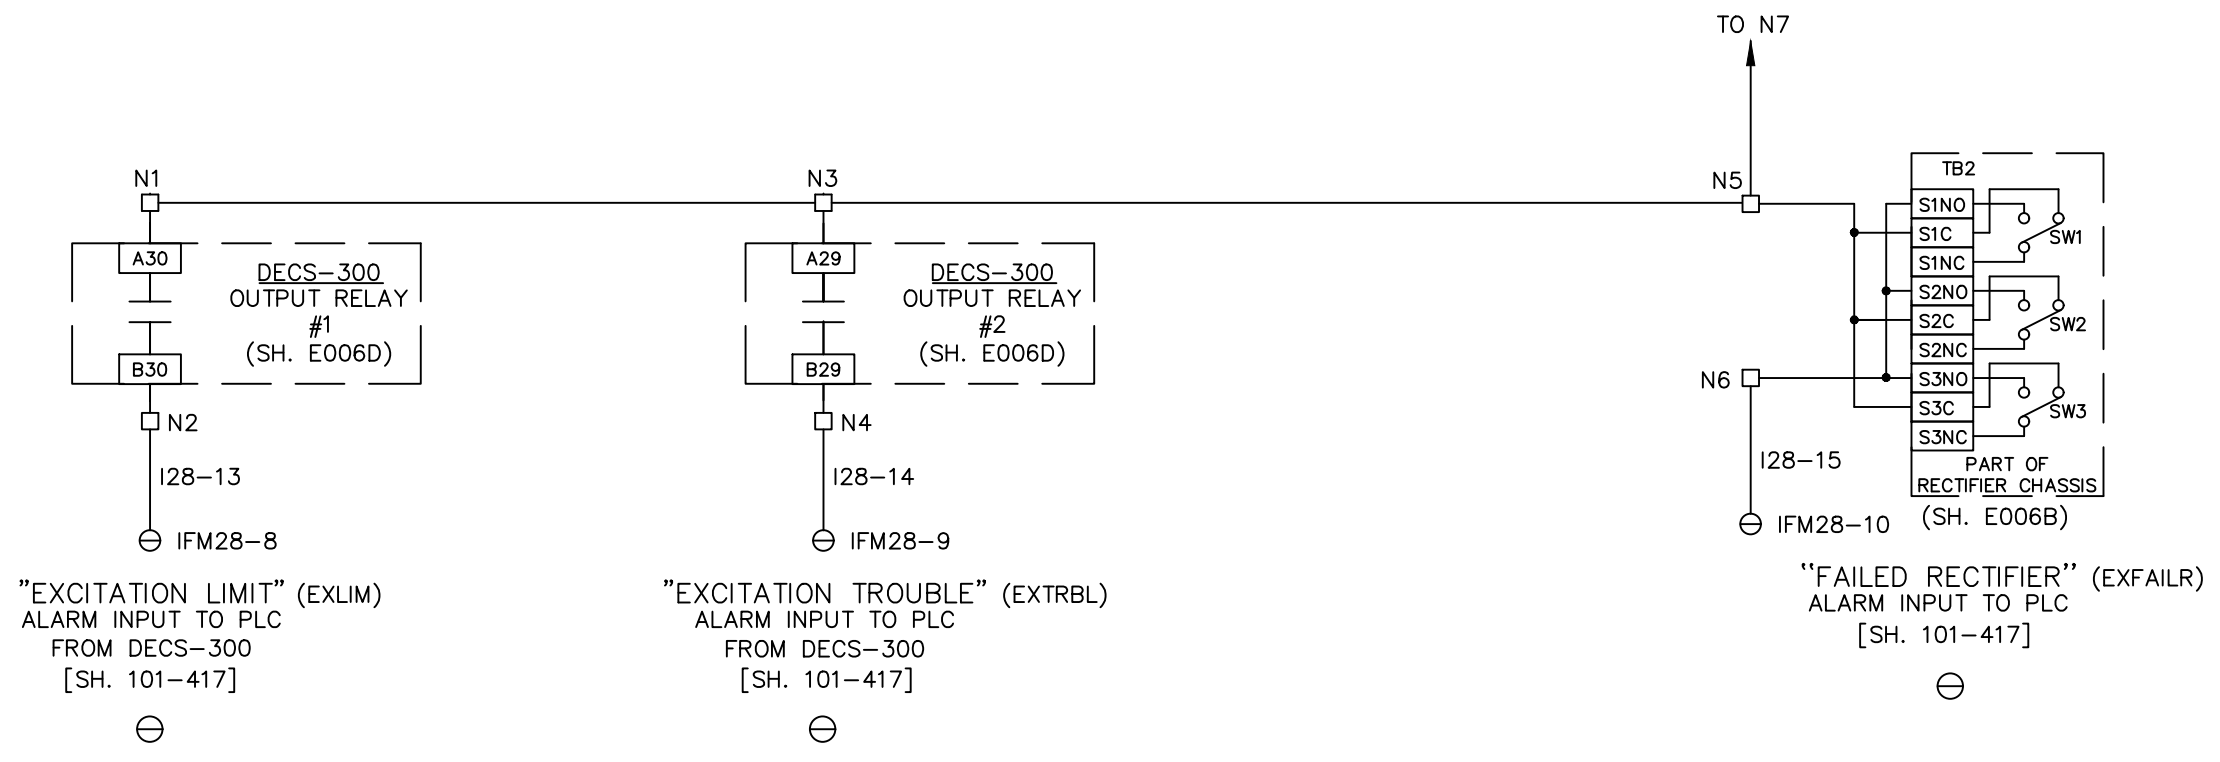 TO N7
N1
N3
N5
A30
DECS-300
OUTPUT RELAY
#1
(SH. E006D)
B30
N2
I28-13
IFM28-8
"EXCITATION LIMIT" (EXLIM)
ALARM INPUT TO PLC
FROM DECS-300
[SH. 101-417]
A29
DECS-300
OUTPUT RELAY
#2
(SH. E006D)
B29
N4
I28-14
IFM28-9
"EXCITATION TROUBLE" (EXTRBL)
ALARM INPUT TO PLC
FROM DECS-300
[SH. 101-417]
TB2
S1NO
S1C
SW1
S1NC
S2NO
S2C
SW2
S2NC
N6
S3NO
S3C
SW3
S3NC
I28-15
PART OF
RECTIFIER CHASSIS
(SH. E006B)
IFM28-10
"FAILED RECTIFIER" (EXFAILR)
ALARM INPUT TO PLC
[SH. 101-417]